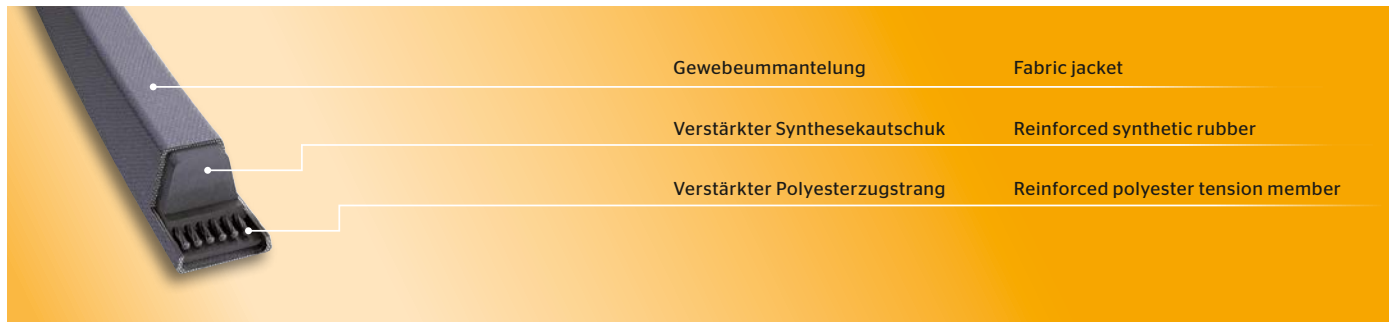 Gewebeummantelung Fabric jacket
Verstärkter Synthesekautschuk Reinforced synthetic rubber
Verstärkter Polyesterzugstrang Reinforced polyester tension member